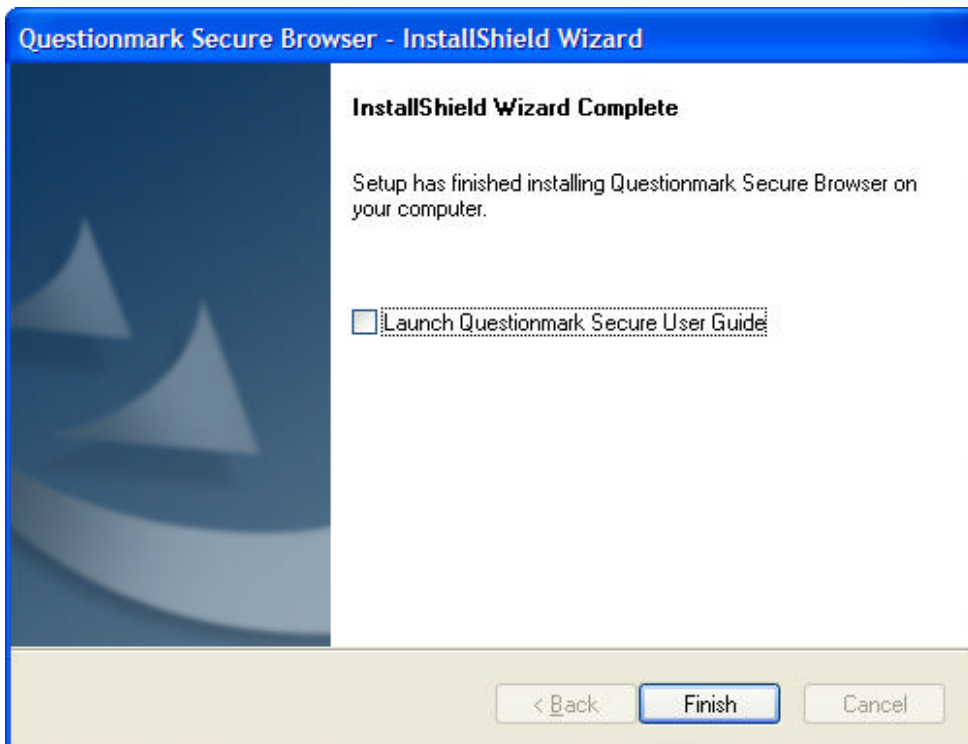 Questionmark Secure Browser - InstallShield Wizard
InstallShield Wizard Complete
Setup has finished installing Questionmark Secure Browser on
your computer.
Launch Questionmark Secure User Guide
< Back
Finish
Cancel